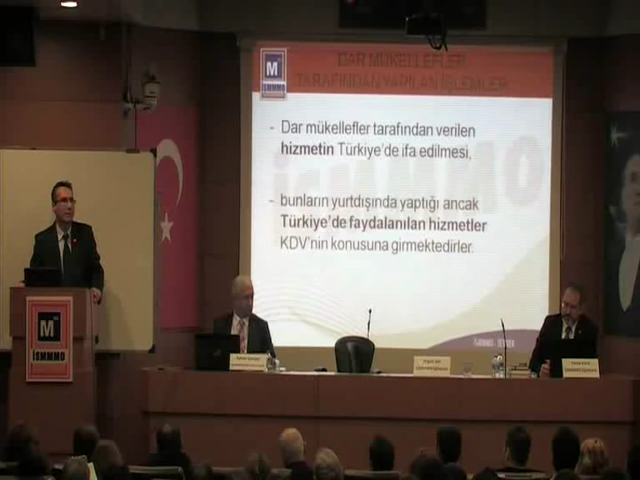 DAR MÜKELLEFLER
TARAFINDAN YAPILAN İŞLEMLER
M
İSMMMO
- Dar mükellefler tarafından verilen
hizmetin Türkiye'de ifa edilmesi,
- bunların yurtdışında yaptığı ancak
Türkiye'de faydalanılan hizmetler
KDV'nin konusuna girmektedirler.
M
İSMMMO